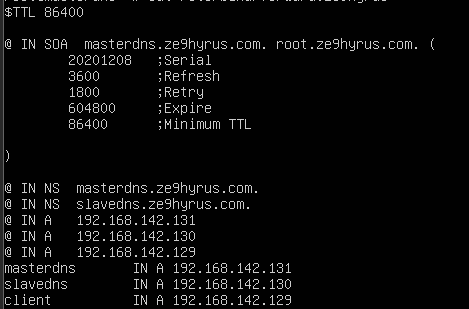 $TTL 86400
@ IN SOA masterdns.ze9hyrus.com. root.ze9hyrus.com. (
20201208 ;Serial
3600 ;Refresh
1800 ;Retry
604800 ;Expire
86400 ;Minimum TTL
)
@ IN NS masterdns.ze9hyrus.com.
@ IN NS slavedns.ze9hyrus.com.
@ IN A 192.168.142.131
@ IN A 192.168.142.130
@ IN A 192.168.142.129
masterdns IN A 192.168.142.131
slavedns IN A 192.168.142.130
client IN A 192.168.142.129